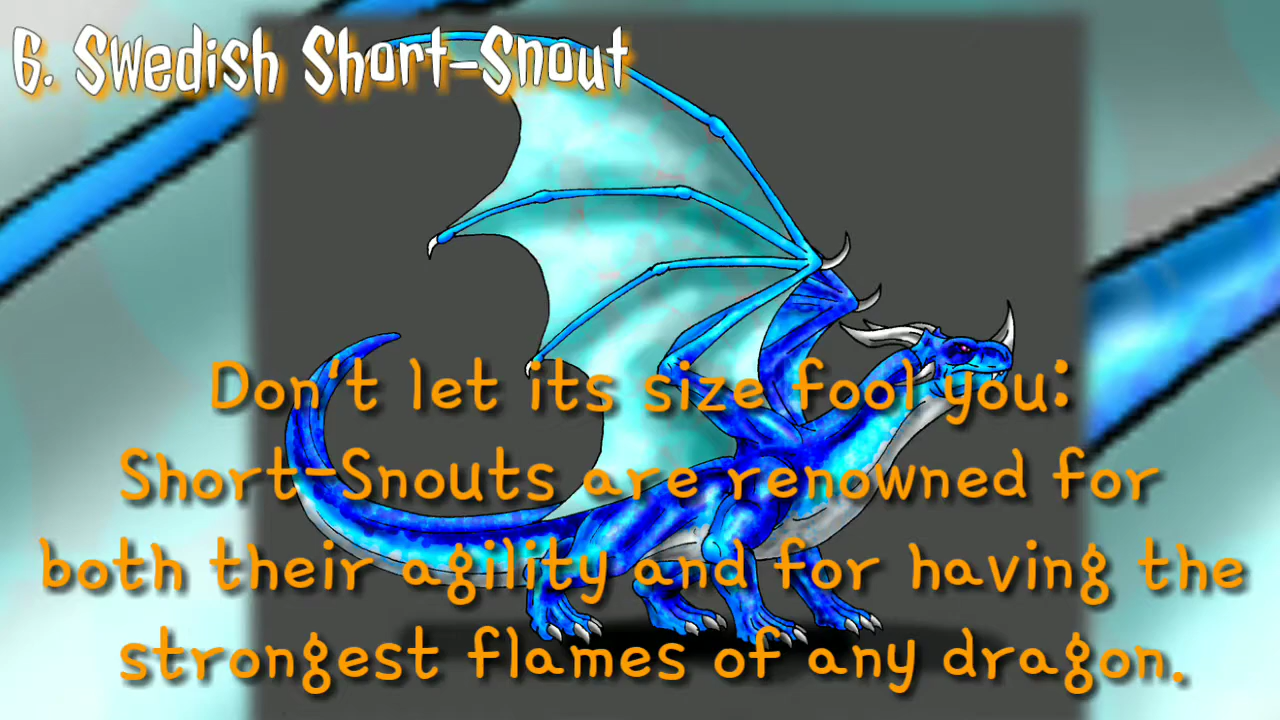 6. Swedish Short-Snout
Don't let its size fool you:
Short-Snouts are renowned for
both their agility and for having the
strongest flames of any dragon.